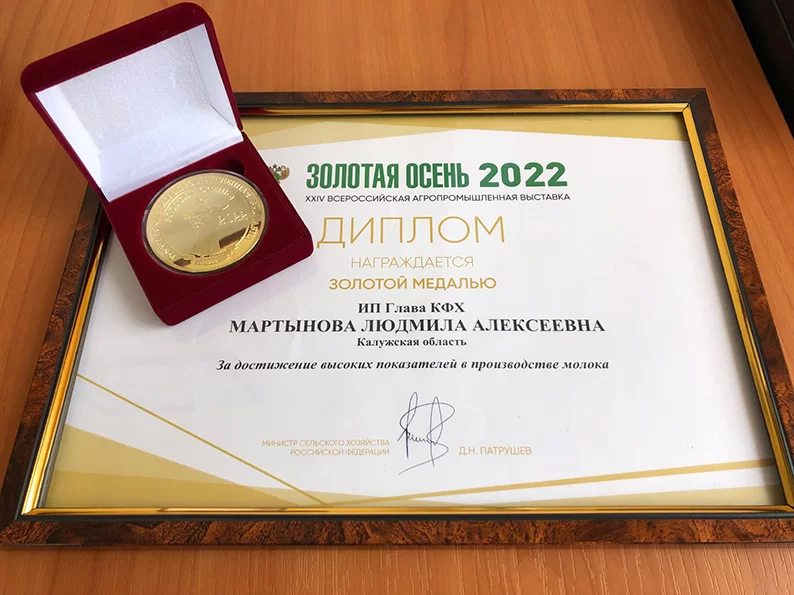 ЗОЛОТАЯ ОСЕНЬ 2022
XXIV ВСЕРОССИЙСКАЯ АГРОПРОМЫШЛЕННАЯ ВЫСТАВКА
ДИПЛОМ
НАГРАЖДАЕТСЯ
ЗОЛОТОЙ МЕДАЛЬЮ
ИП Глава КФХ
МАРТЫНОВА ЛЮДМИЛА АЛЕКСЕЕВНА
Калужская область
За достижение высоких показателей в производстве молока
МИНИСТР СЕЛЬСКОГО ХОЗЯЙСТВА
РОССИЙСКОЙ ФЕДЕРАЦИИ
Д.Н. ПАТРУШЕВ